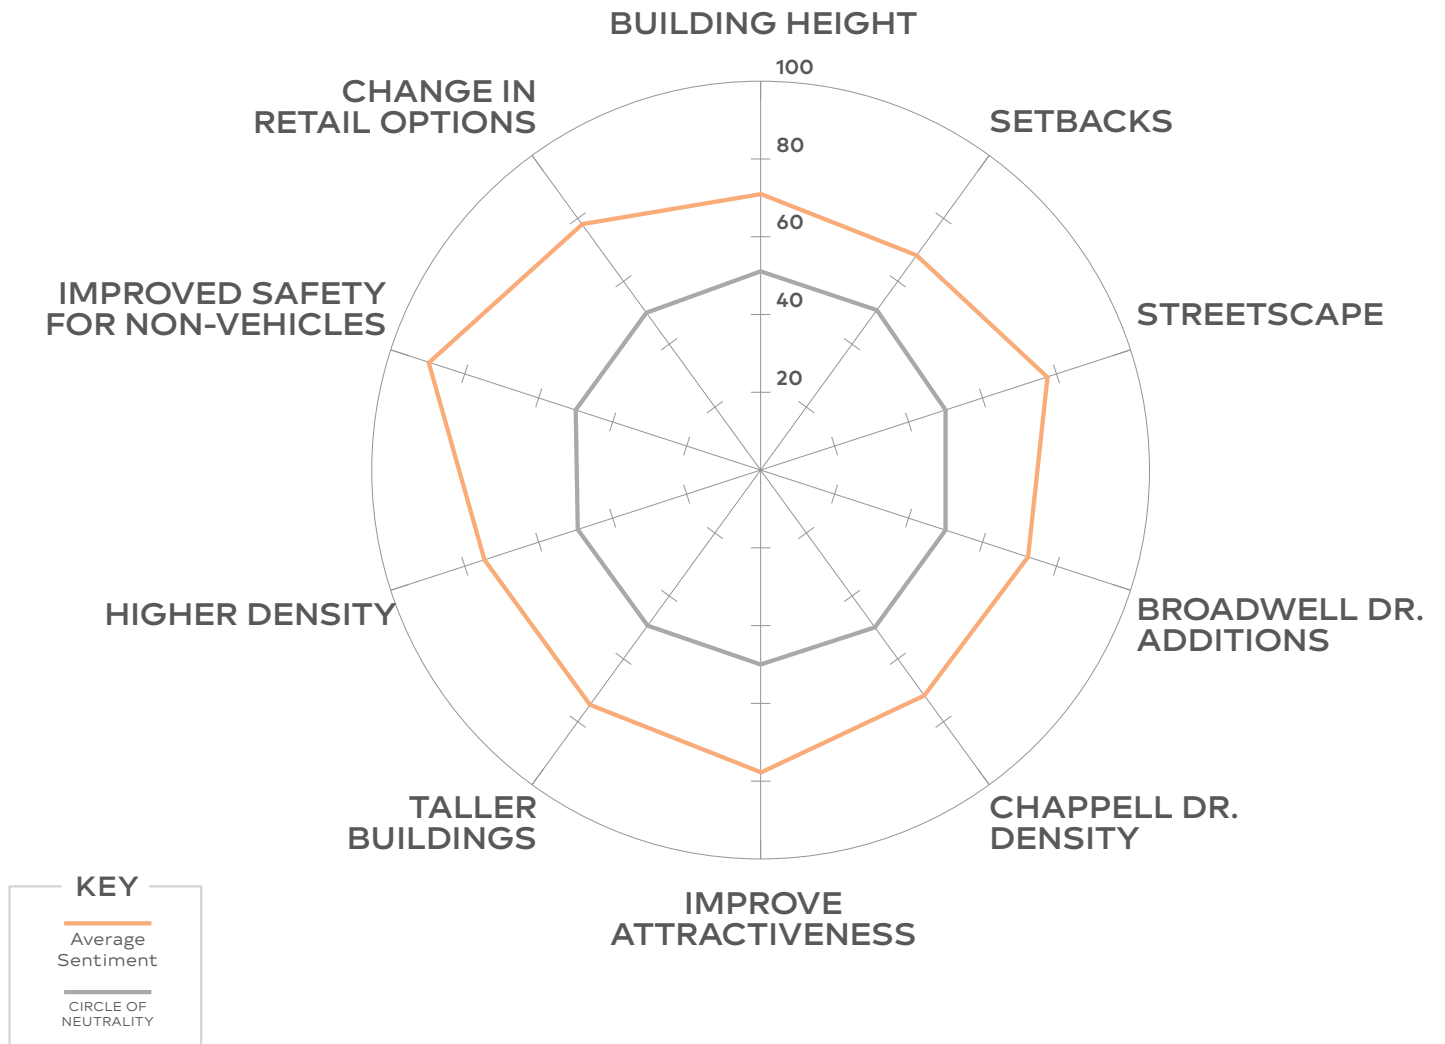 BUILDING HEIGHT
100
80
60
40
20
SETBACKS
STREETSCAPE
BROADWELL DR.
ADDITIONS
CHAPPELL DR.
DENSITY
IMPROVE
ATTRACTIVENESS
TALLER
BUILDINGS
HIGHER DENSITY
IMPROVED SAFETY
FOR NON-VEHICLES
CHANGE IN
RETAIL OPTIONS
KEY
Average
Sentiment
CIRCLE OF
NEUTRALITY